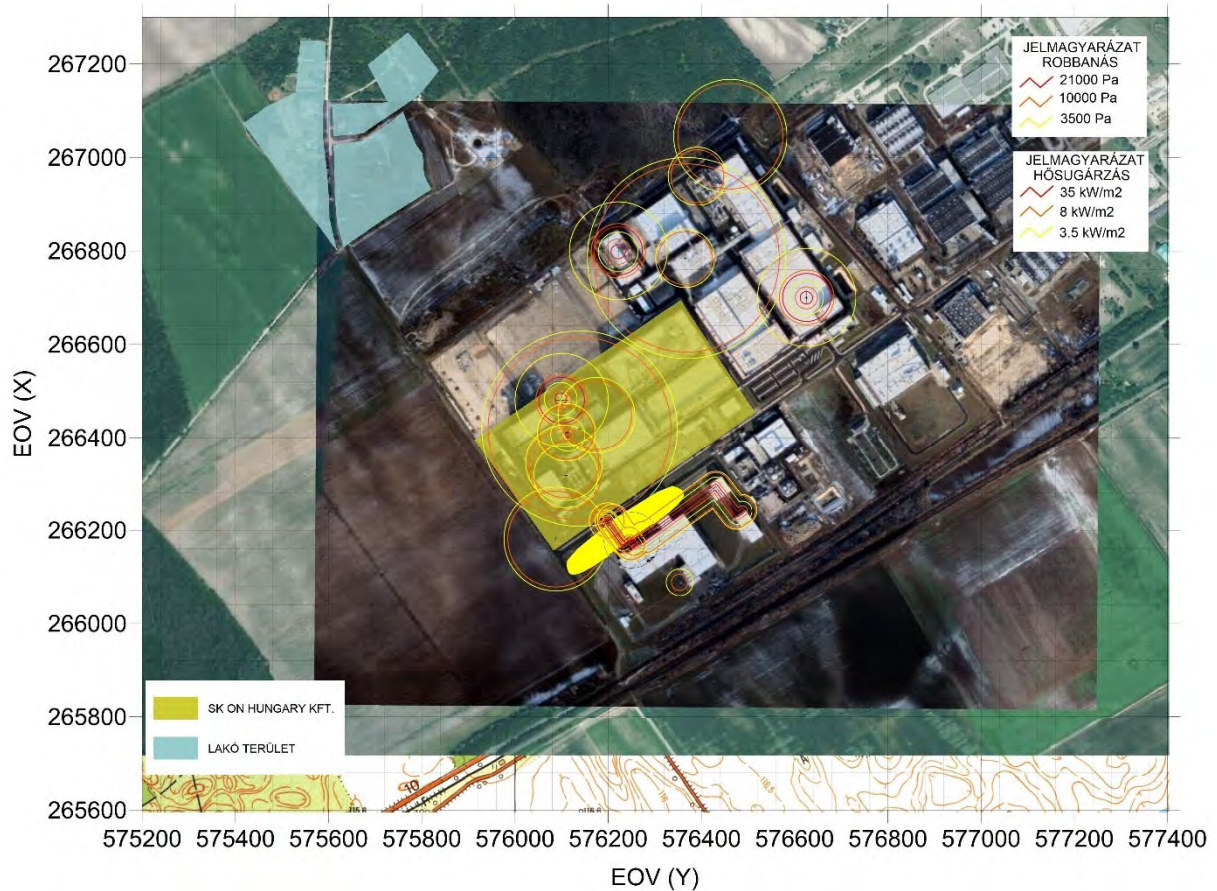 JELMAGYARÁZAT
ROBBANÁS
21000 Pa
10000 Pa
3500 Pa
JELMAGYARÁZAT
HŐSUGÁRZÁS
35 kW/m2
8 kW/m2
3.5 kW/m2
EOV (X)
267200
267000
266800
266600
266400
266200
266000
265800
265600
SK ON HUNGARY KFT.
LAKÓ TERÜLET
10
116
575200 575400 575600 575800 576000 576200 576400 576600 576800 577000 577200 577400
EOV (Y)